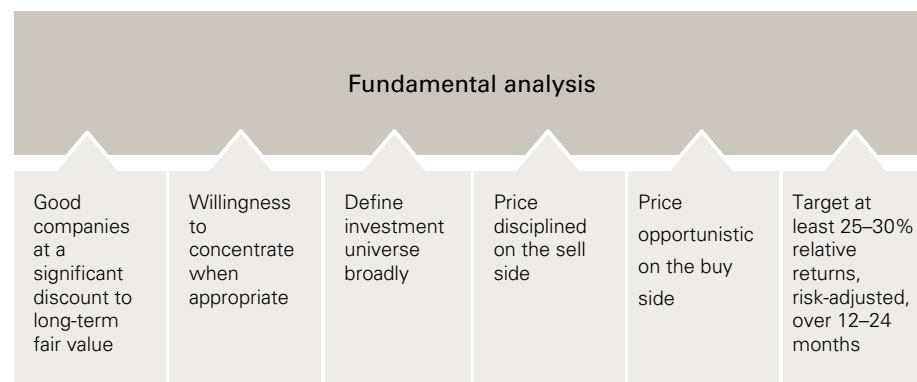 Fundamental analysis
Good
companies
at a
significant
discount to
long-term
fair value
Willingness
to
concentrate
when
appropriate
Define
investment
universe
broadly
Price
disciplined
on the sell
side
Price
opportunistic
on the buy
side
Target at
least 25–30%
relative
returns,
risk-adjusted,
over 12–24
months